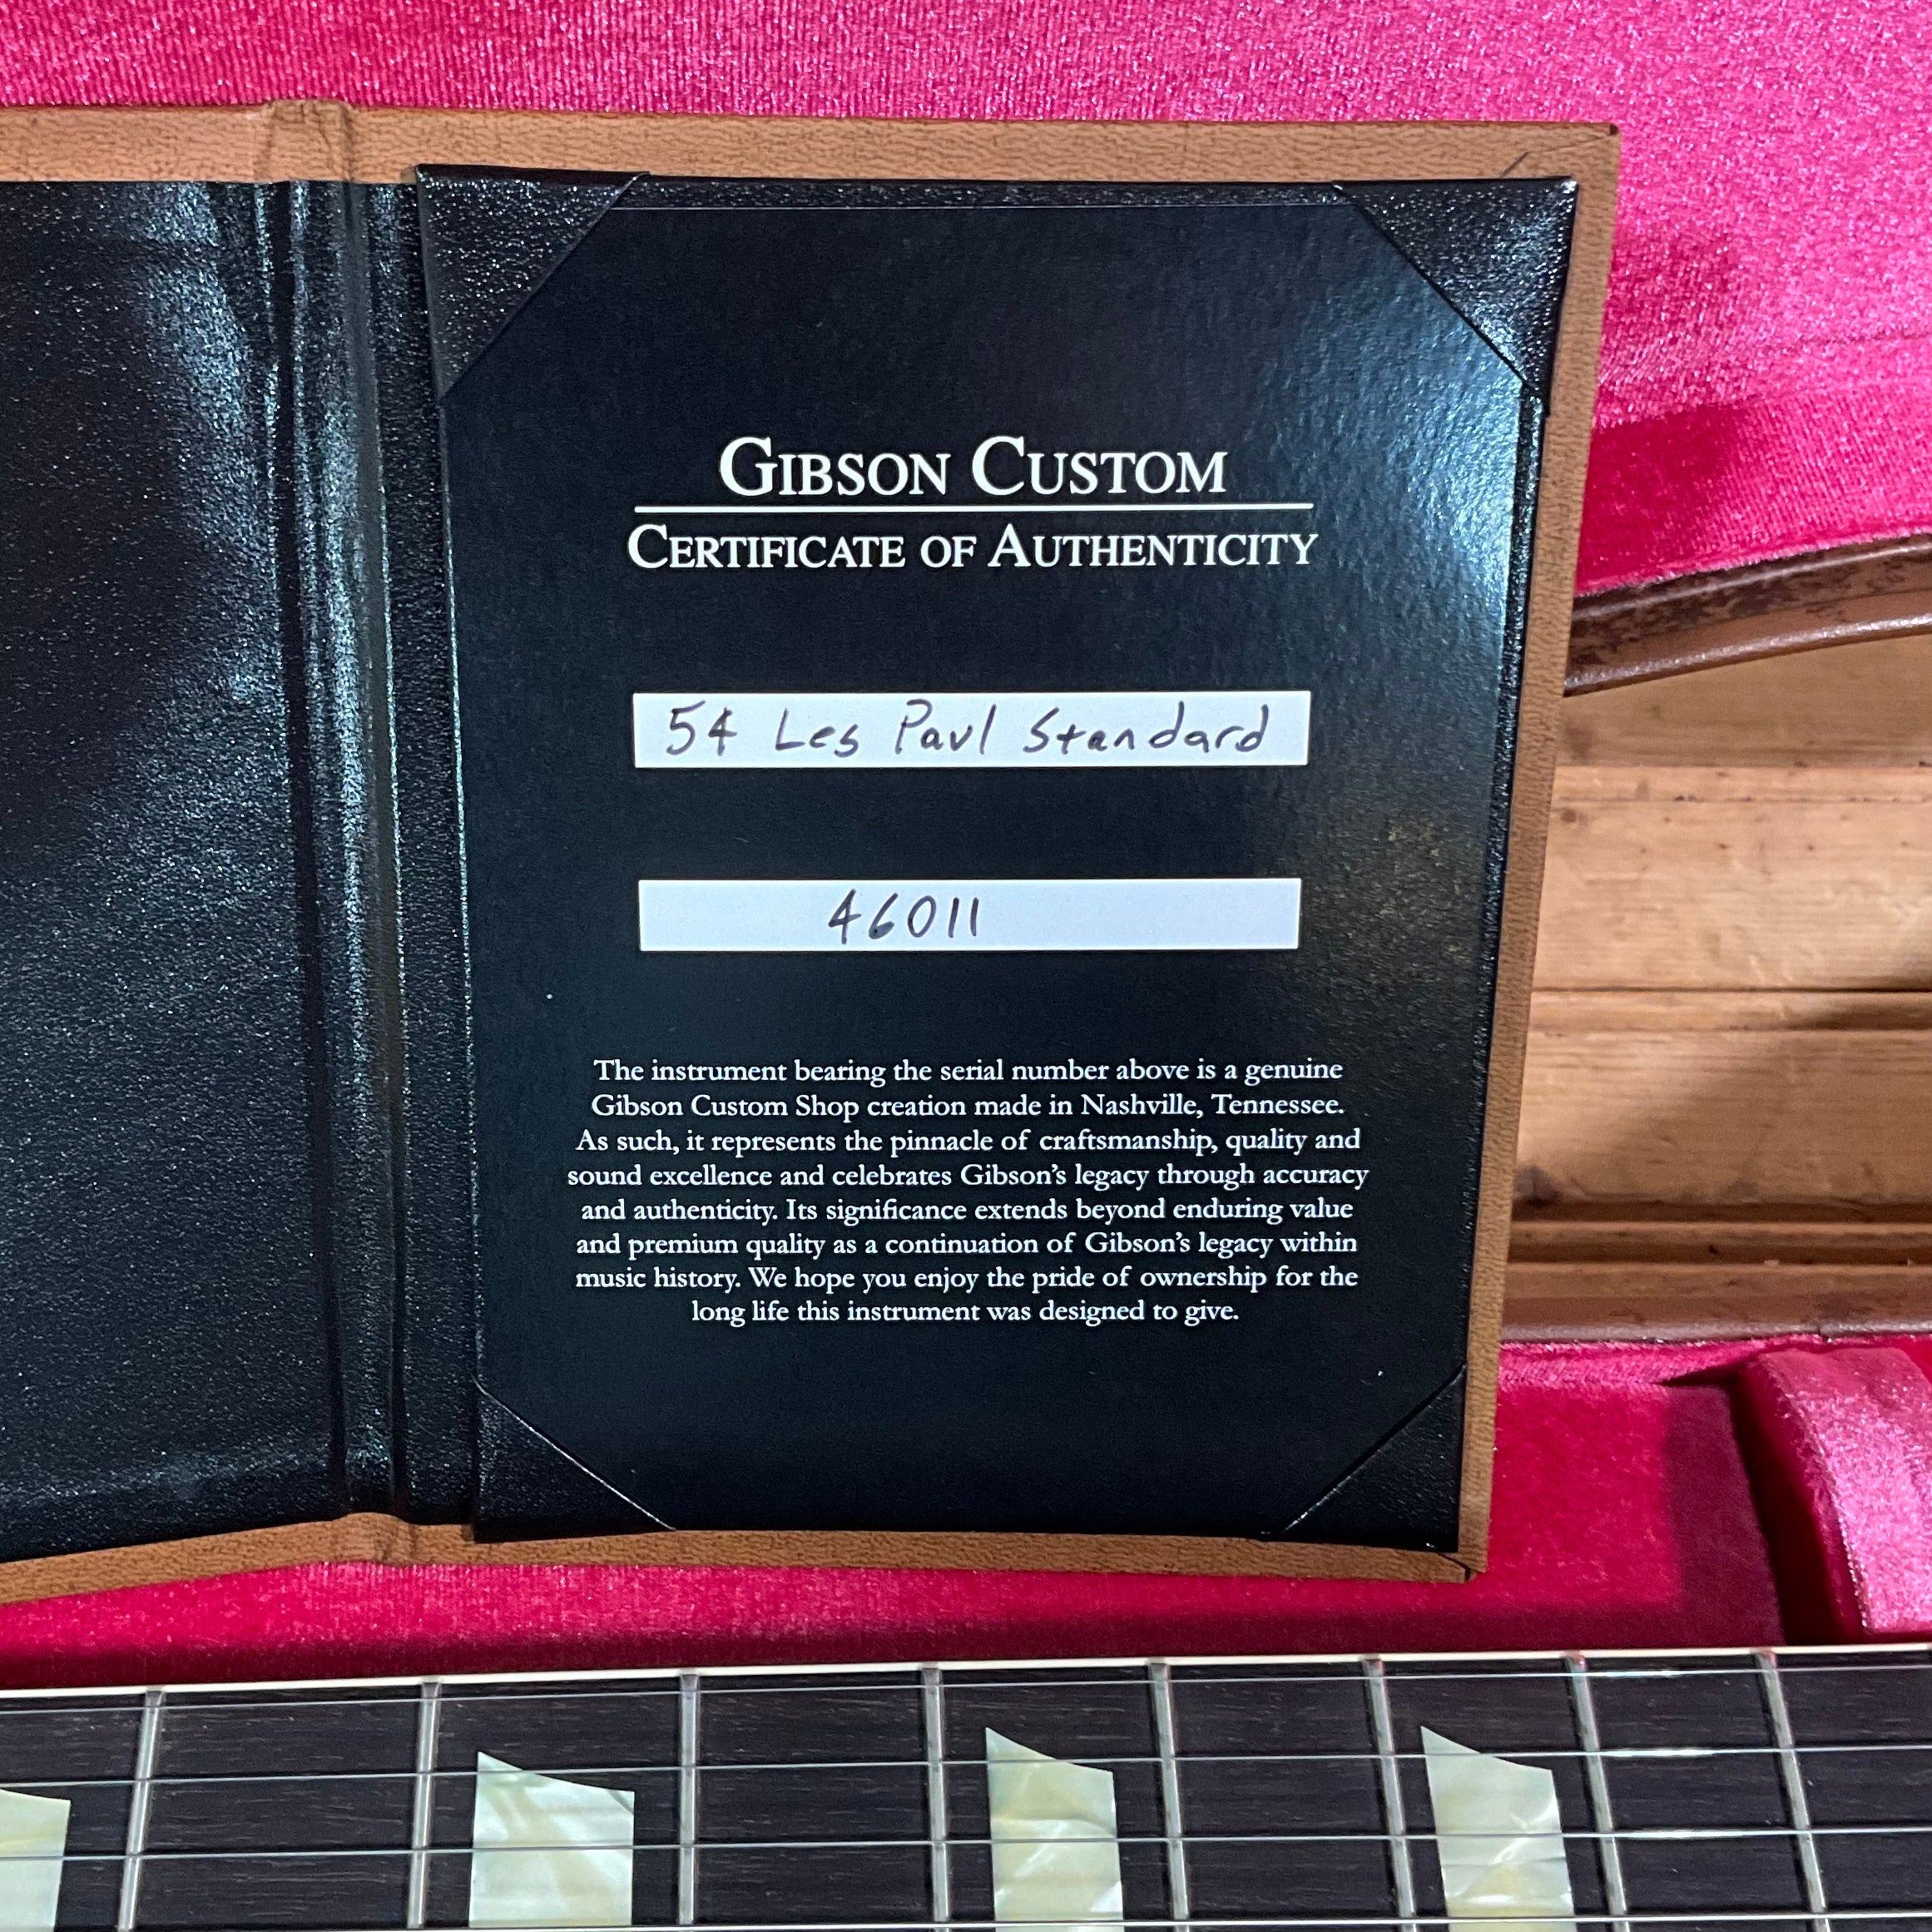 GIBSON CUSTOM
CERTIFICATE OF AUTHENTICITY
54 Les Paul Standard
46011
The instrument bearing the serial number above is a genuine
Gibson Custom Shop creation made in Nashville, Tennessee.
As such, it represents the pinnacle of craftsmanship, quality and
sound excellence and celebrates Gibson's legacy through accuracy
and authenticity. Its significance extends beyond enduring value
and premium quality as a continuation of Gibson's legacy within
music history. We hope you enjoy the pride of ownership for the
long life this instrument was designed to give.